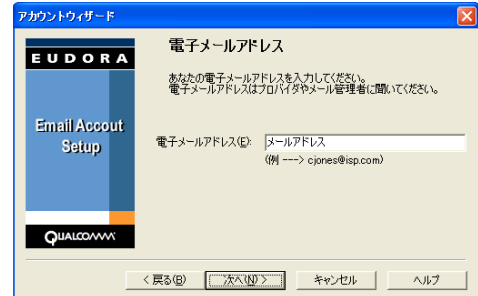 アカウントウィザード
EUDORA
Email Accout
Setup
QUALCOMM
電子メールアドレス
あなたの電子メールアドレスを入力してください。
電子メールアドレスはプロバイダやメール管理者に聞いてください。
電子メールアドレス(E):
メールアドレス
(例 ---> cjones@isp.com)
< 戻る(B)
次へ(N) >
キャンセル
ヘルプ